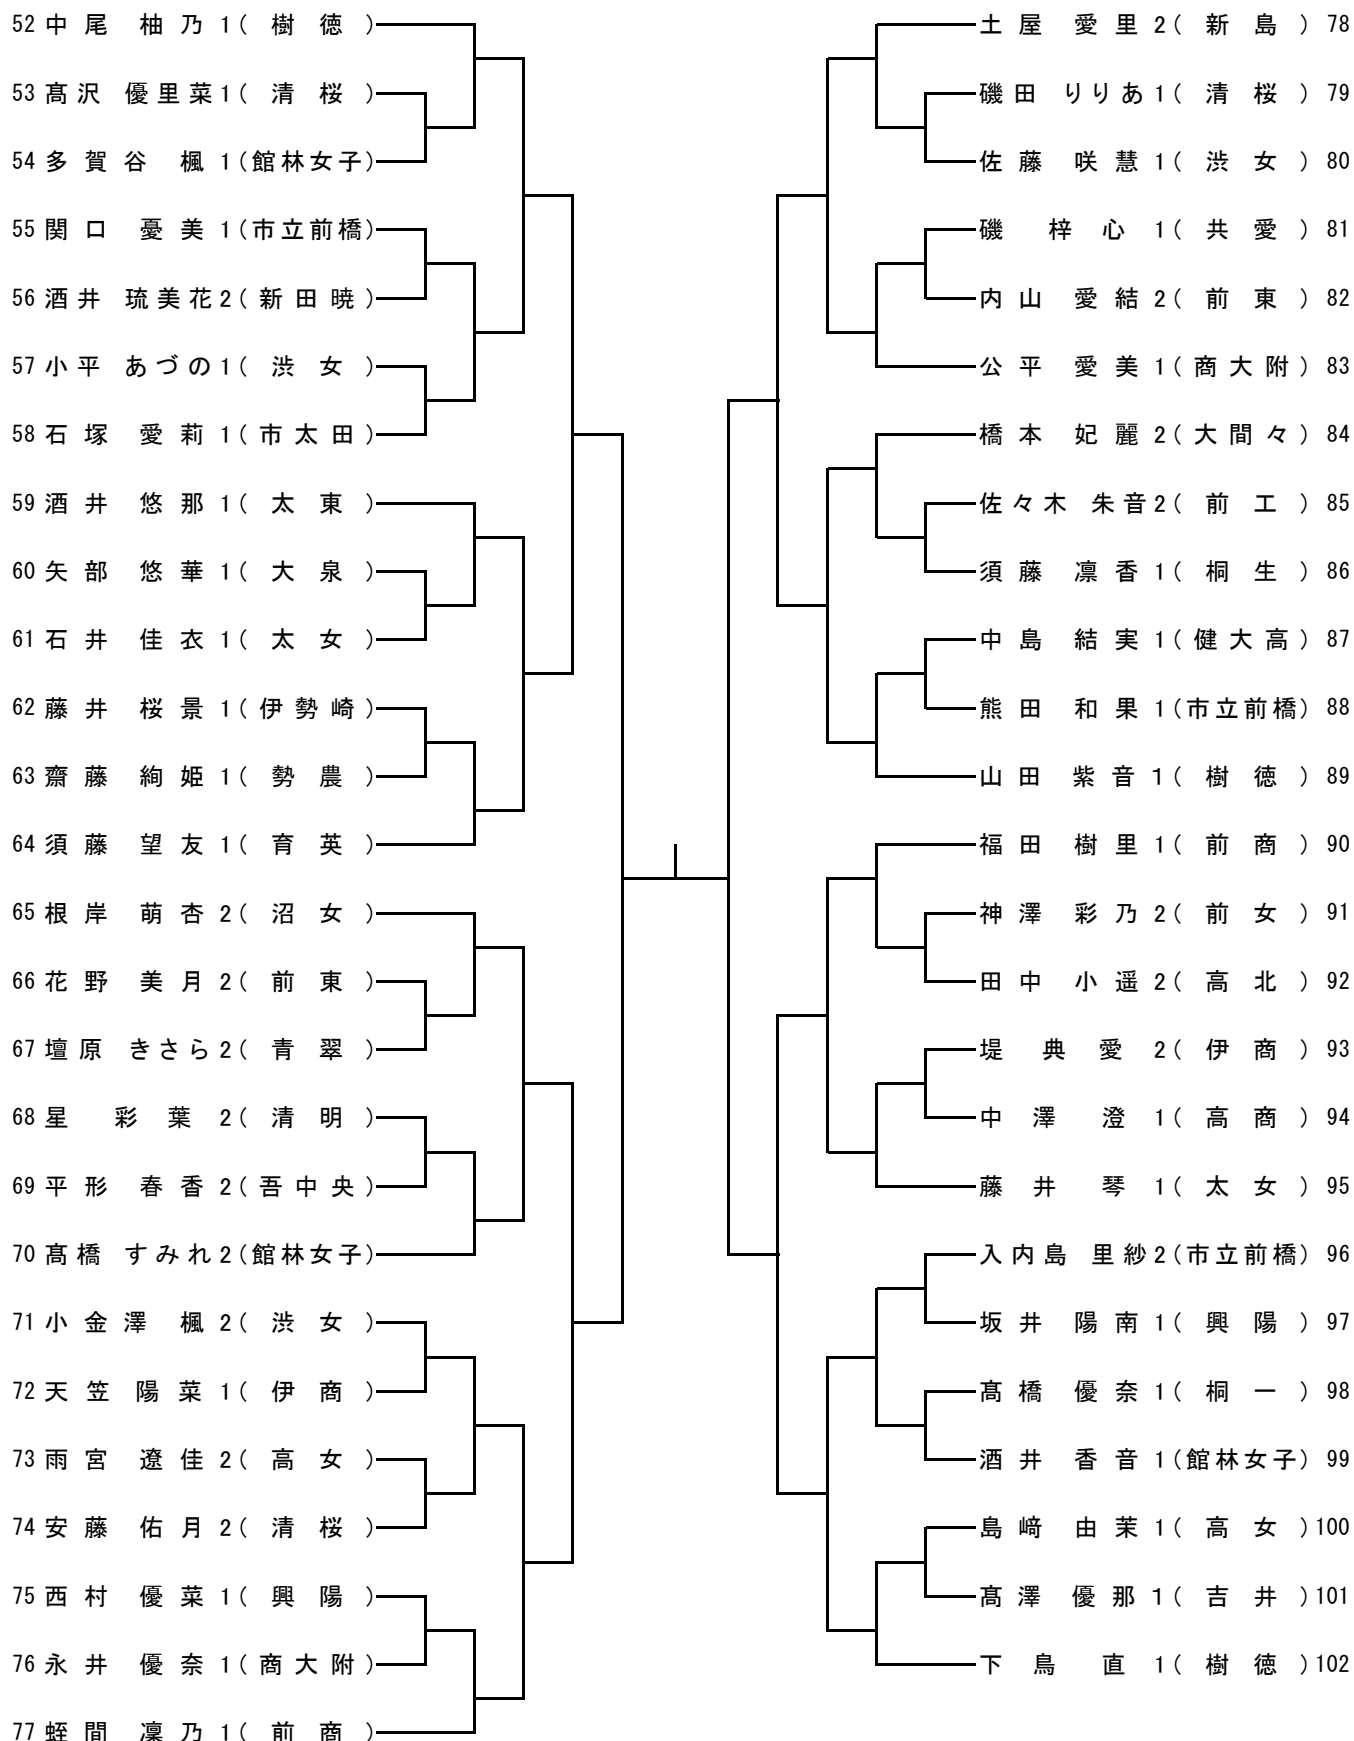 52 中尾 柚乃 1 ( 樹徳 )
53 髙沢 優里菜 1 ( 清桜 )
54 多賀谷 楓 1 (館林女子)
55 関口 憂美 1 (市立前橋)
56 酒井 琉美花 2 ( 新田暁 )
57 小平 あづの 1 ( 渋女 )
58 石塚 愛莉 1 ( 市太田 )
59 酒井 悠那 1 ( 太東 )
60 矢部 悠華 1 ( 大泉 )
61 石井 佳衣 1 ( 太女 )
62 藤井 桜景 1 ( 伊勢崎 )
63 齋藤 絢姫 1 ( 勢農 )
64 須藤 望友 1 ( 育英 )
65 根岸 萌杏 2 ( 沼女 )
66 花野 美月 2 ( 前東 )
67 壇原 きさら 2 ( 青翠 )
68 星 彩葉 2 ( 清明 )
69 平形 春香 2 ( 吾中央 )
70 髙橋 すみれ 2 (館林女子)
71 小金澤 楓 2 ( 渋女 )
72 天笠 陽菜 1 ( 伊商 )
73 雨宮 遼佳 2 ( 高女 )
74 安藤 佑月 2 ( 清桜 )
75 西村 優菜 1 ( 興陽 )
76 永井 優奈 1 ( 商大附 )
77 蛭間 凜乃 1 ( 前商 )
土屋 愛里 2 ( 新島 ) 78
磯田 りりあ 1 ( 清桜 ) 79
佐藤 咲慧 1 ( 渋女 ) 80
磯 梓心 1 ( 共愛 ) 81
内山 愛結 2 ( 前東 ) 82
公平 愛美 1 ( 商大附 ) 83
橋本 妃麗 2 ( 大間々 ) 84
佐々木 朱音 2 ( 前工 ) 85
須藤 凛香 1 ( 桐生 ) 86
中島 結実 1 ( 健大高 ) 87
熊田 和果 1 (市立前橋) 88
山田 紫音 1 ( 樹徳 ) 89
福田 樹里 1 ( 前商 ) 90
神澤 彩乃 2 ( 前女 ) 91
田中 小遥 2 ( 高北 ) 92
堤 典愛 2 ( 伊商 ) 93
中澤 澄 1 ( 高商 ) 94
藤井 琴 1 ( 太女 ) 95
入内島 里紗 2 (市立前橋) 96
坂井 陽南 1 ( 興陽 ) 97
髙橋 優奈 1 ( 桐一 ) 98
酒井 香音 1 (館林女子) 99
島﨑 由茉 1 ( 高女 ) 100
髙澤 優那 1 ( 吉井 ) 101
下鳥 直 1 ( 樹徳 ) 102